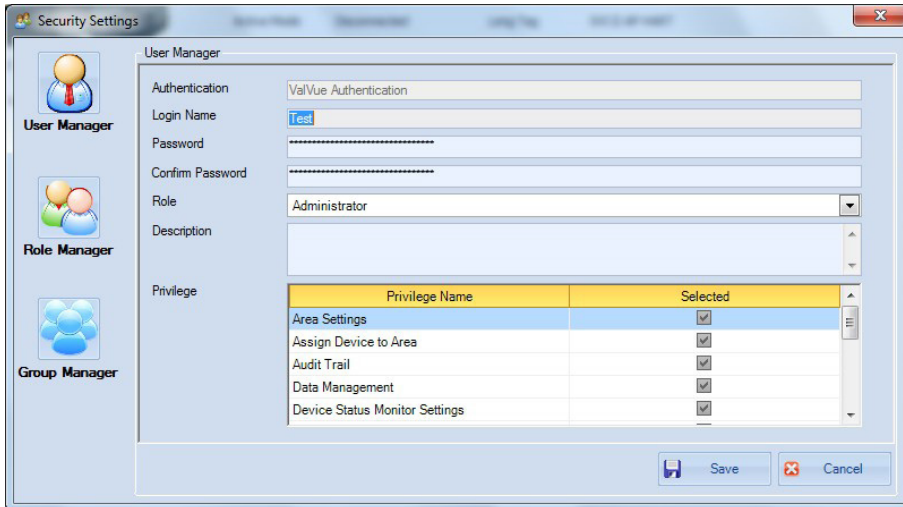 Security Settings
User Manager
Role Manager
Group Manager
User Manager
Authentication
ValVue Authentication
Login Name
Test
Password
**********************************
Confirm Password
**********************************
Role
Administrator
Description
Privilege
Privilege Name Selected
Area Settings
Assign Device to Area
Audit Trail
Data Management
Device Status Monitor Settings
Save Cancel